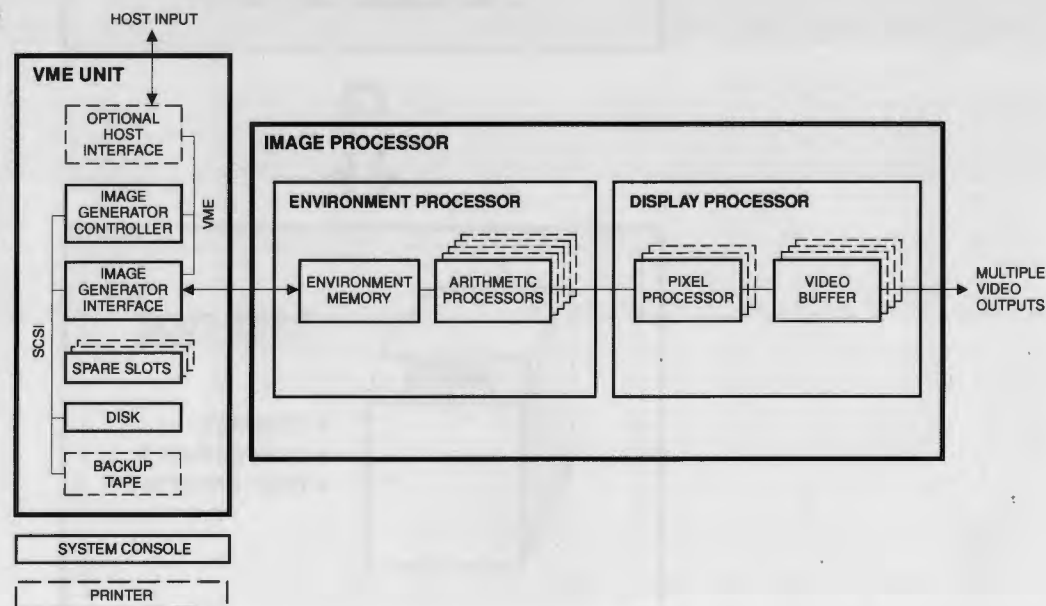 HOST INPUT
VME UNIT
OPTIONAL
HOST
INTERFACE
IMAGE
GENERATOR
CONTROLLER
VME
IMAGE
GENERATOR
INTERFACE
SCSI
SPARE SLOTS
DISK
BACKUP
TAPE
SYSTEM CONSOLE
PRINTER
IMAGE PROCESSOR
ENVIRONMENT PROCESSOR
ENVIRONMENT
MEMORY
ARITHMETIC
PROCESSORS
DISPLAY PROCESSOR
PIXEL
PROCESSOR
VIDEO
BUFFER
MULTIPLE
VIDEO
OUTPUTS